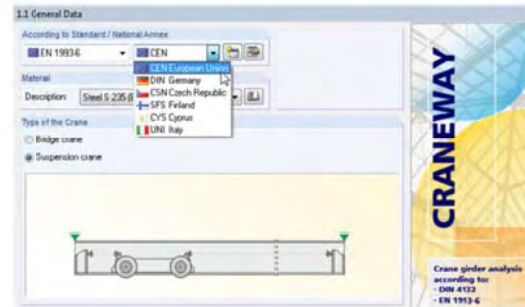 1.1 General Data
According to Standard / National Annex
EN 1993-6
CEN
CEN European Union
DIN Germany
CSN Czech Republic
SFS Finland
CYS Cyprus
UNI Italy
Material
Description:
Steel S 235 (
Type of the Crane
Bridge crane
Suspension crane
CRANEWAY
Crane girder analysis
according to:
- DIN 4132
- EN 1913-6